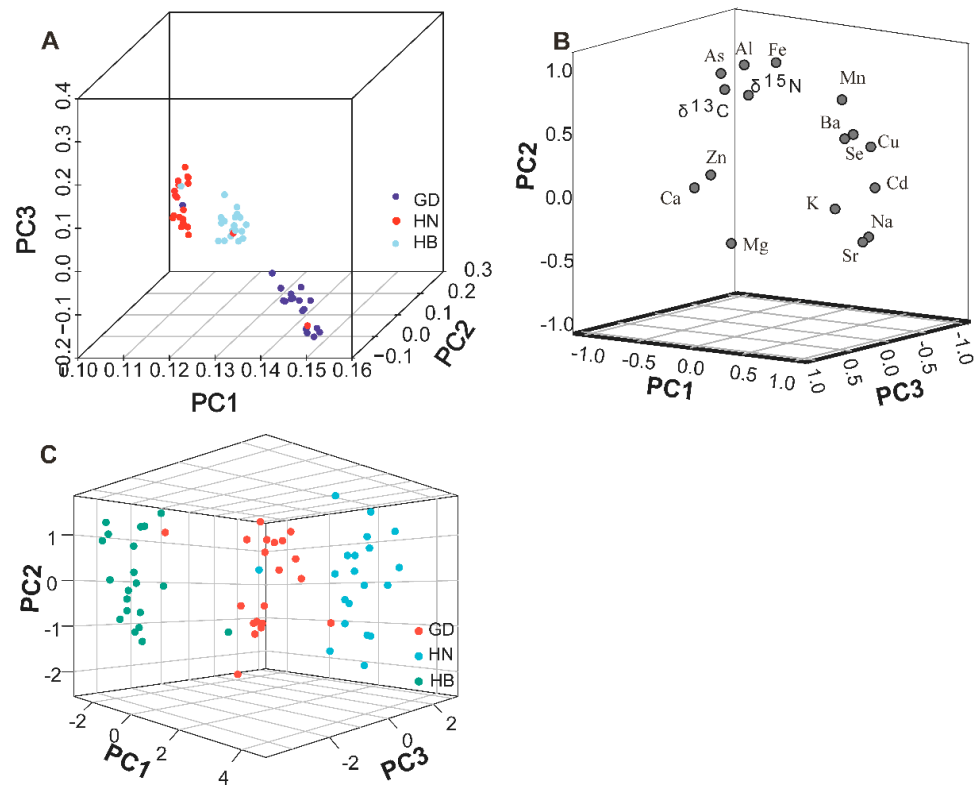 A
0.4
0.3
0.2
0.1
0.0
−0.1
−0.2
PC3
0.10 0.11 0.12 0.13 0.14 0.15 0.16
PC1
−0.1
0.0
0.1
0.2
0.3
PC2
GD
HN
HB
B
1.0
0.5
0.0
-0.5
-1.0
PC2
As Al Fe
δ 15 N
δ 13 C
Mn
Ba
Se
Cu
Zn
Ca
Cd
K
Na
Sr
Mg
-1.0
-0.5
0.0
0.5
1.0
PC1
1.0
0.5
0.0
-0.5
-1.0
PC3
C
1
0
-1
-2
PC2
-2
0
2
4
PC1
-2
0
2
PC3
GD
HN
HB